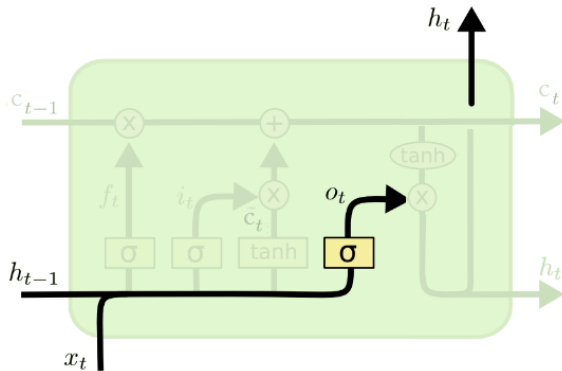 h_t
c_{t-1}
c_t
x
+
tanh
f_t
i_t
x
o_t
x
c̃_t
σ
σ
tanh
σ
h_{t-1}
h_t
x_t